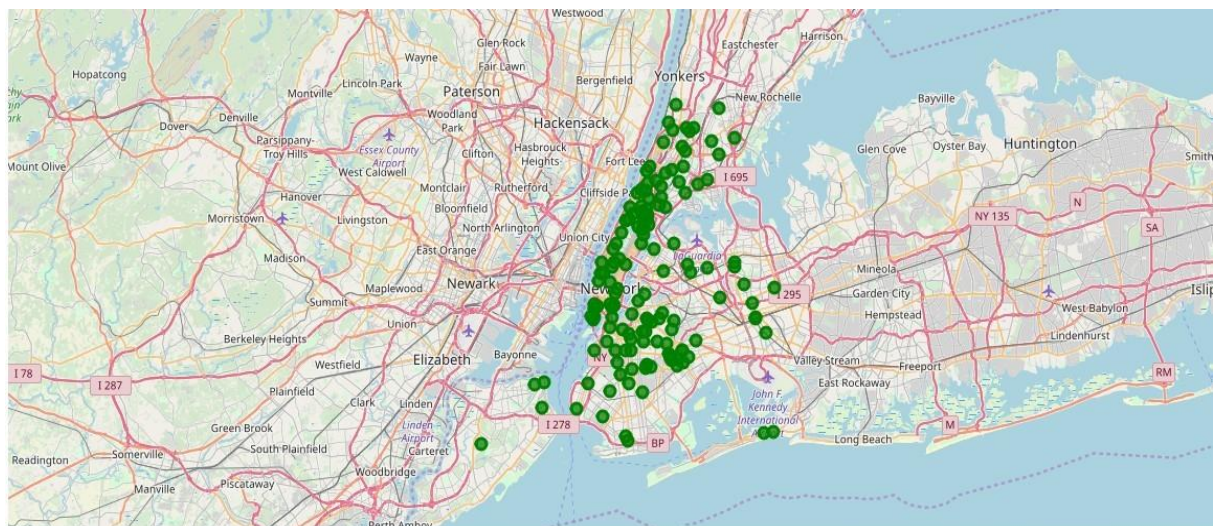 Westwood
Harrison
Glen Rock
Eastchester
Hopatcong
Wayne
Fair Lawn
Bergenfield
Yonkers
Lincoln Park
Paterson
New Rochelle
Bayville
Montville
Denville
Woodland
Park
Hackensack
Dover
Parsippany-
Troy Hills
Essex County
Airport
Clifton
Hasbrouck
Heights
Glen Cove
Oyster Bay
Huntington
Mount Olive
West Caldwell
Fort Lee
I 695
Smith
Hanover
Montclair
Rutherford
Cliffside P
N
Morristown
Livingston
Bloomfield
North Arlington
NY 135
SA
Madison
East Orange
Union City
Mineola
Maplewood
Newark
New York
I 295
Garden City
West Babylon
Islip
Summit
Union
Hempstead
Berkeley Heights
Lindenhurst
Elizabeth
Bayonne
NY
Valley Stream
Freeport
I 78
I 287
Westfield
Plainfield
Clark
Linden
East Rockaway
RM
John F.
Kennedy
International
Green Brook
Linden
Airport
I 278
M
Somerville
South Plainfield
Carteret
BP
Long Beach
Readington
Woodbridge
Manville
Piscataway
Perth Amboy